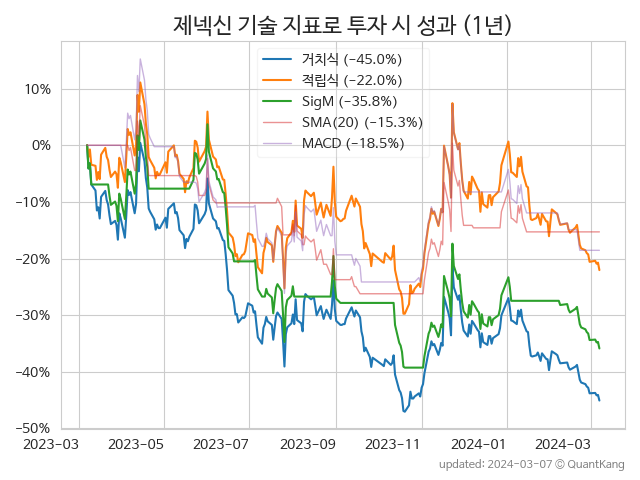 제넥신 기술 지표로 투자 시 성과 (1년)
거치식 (−45.0%)
적립식 (−22.0%)
SigM (−35.8%)
SMA(20) (−15.3%)
MACD (−18.5%)
10%
0%
−10%
−20%
−30%
−40%
−50%
2023-03 2023-05 2023-07 2023-09 2023-11 2024-01 2024-03
updated: 2024-03-07 © QuantKang